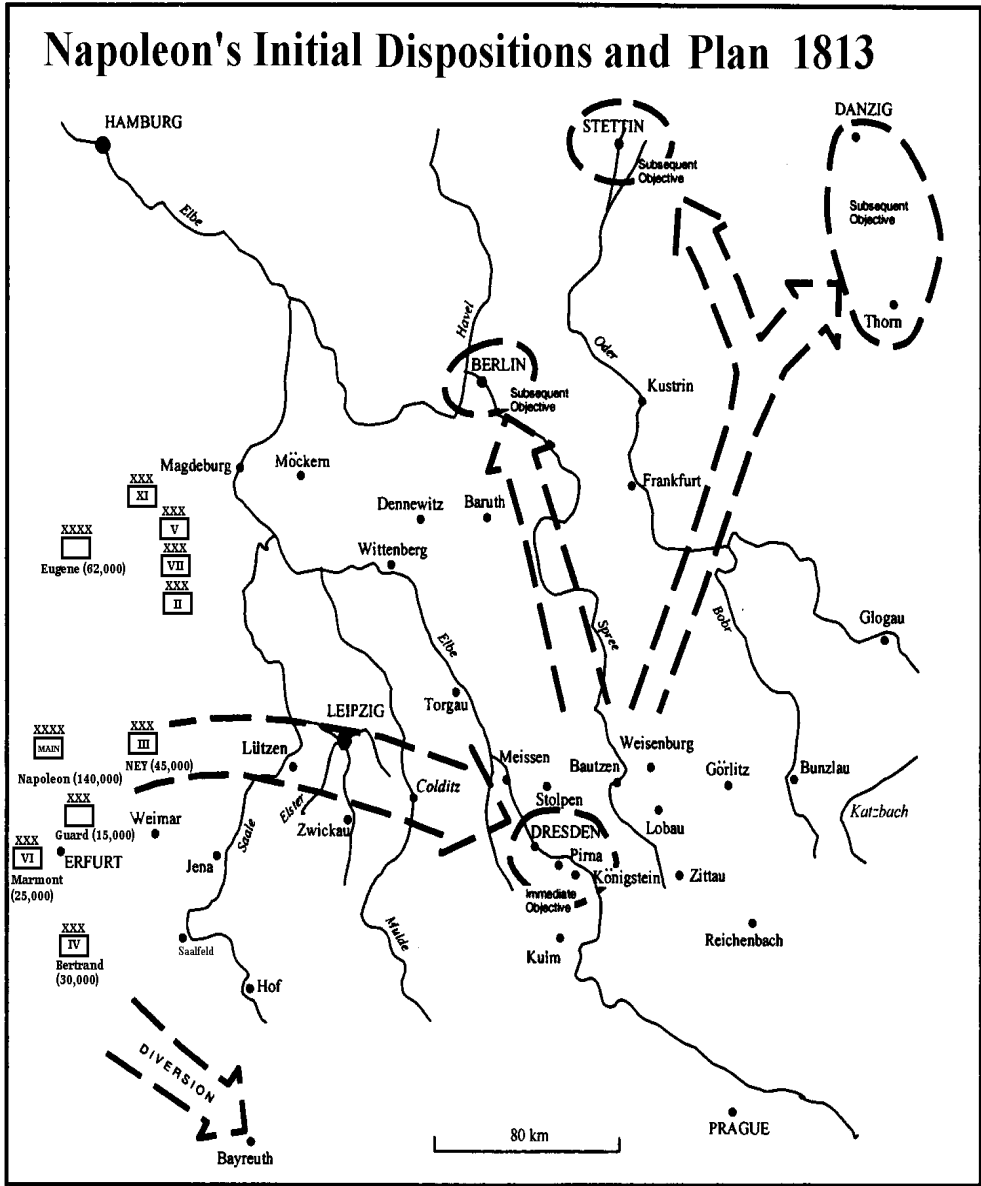 Napoleon's Initial Dispositions and Plan 1813
HAMBURG
STETTIN
DANZIG
Subsequent
Objective
Subsequent
Objective
Elbe
Havel
Oder
Thorn
BERLIN
Subsequent
Objective
Kustrin
Magdeburg
Möckern
Frankfurt
XXX
XI
Dennewitz
Baruth
XXX
V
XXXX
Eugene (62,000)
XXX
VII
Wittenberg
XXX
II
Glogau
Bobr
Spree
Elbe
Torgau
XXXX
MAIN
Napoleon (140,000)
XXX
III
NEY (45,000)
LEIPZIG
Lützen
Meissen
Weisenburg
Bautzen
Görlitz
Bunzlau
Colditz
Stolpen
Elster
Katzbach
XXX
Guard (15,000)
Weimar
Saale
Zwickau
DRESDEN
Lobau
XXX
VI
Marmont
(25,000)
ERFURT
Jena
Pirna
Königstein
Zittau
Immediate
Objective
XXX
IV
Bertrand
(30,000)
Saalfeld
Mulde
Kulm
Reichenbach
Hof
DIVERSION
Bayreuth
80 km
PRAGUE